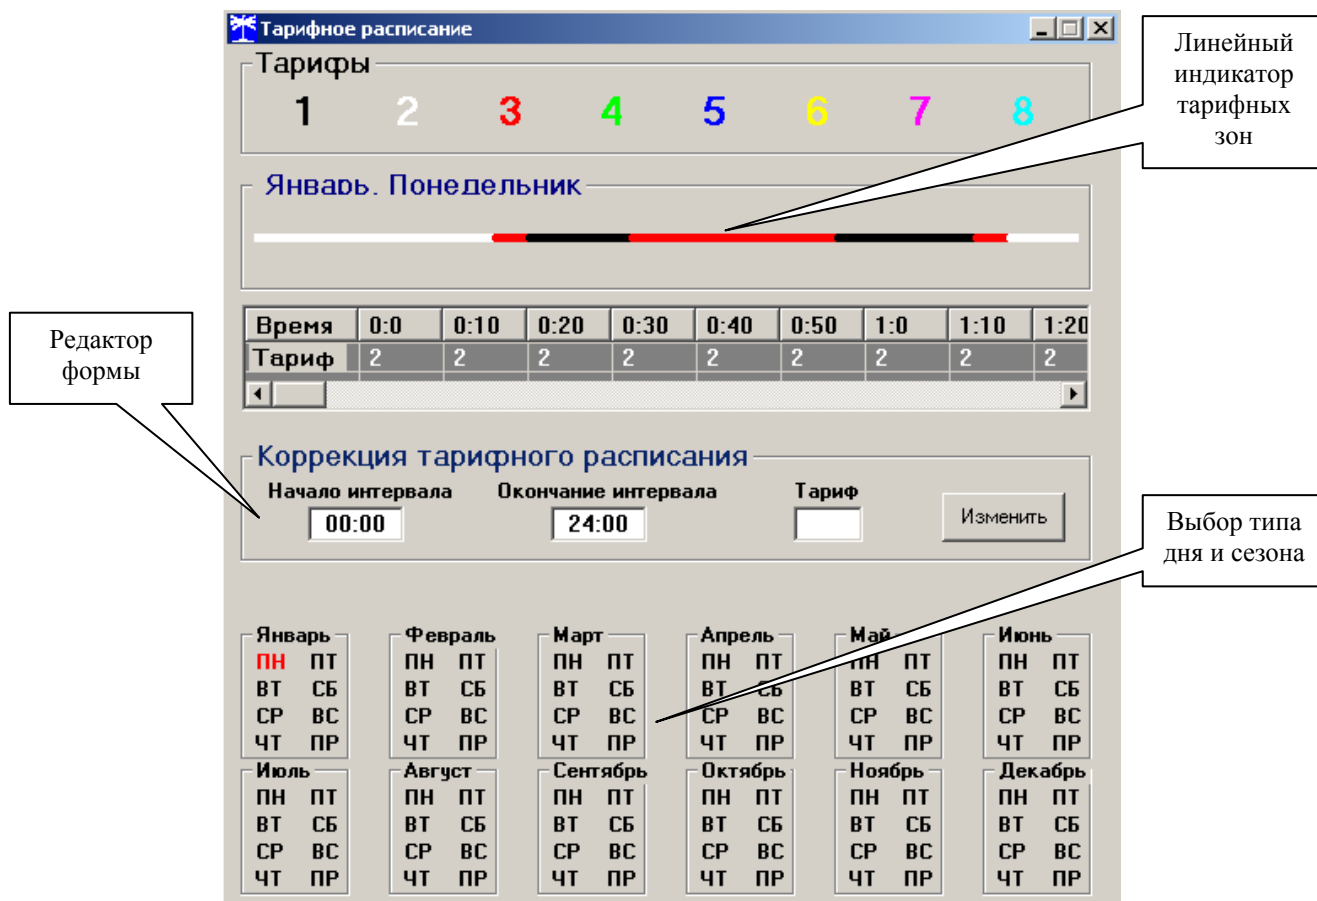 Тарифное расписание
Тарифы
1 2 3 4 5 6 7 8
Линейный
индикатор
тарифных
зон
Январь. Понедельник
Время 0:0 0:10 0:20 0:30 0:40 0:50 1:0 1:10 1:20
Тариф 2 2 2 2 2 2 2 2 2
Редактор
формы
Коррекция тарифного расписания
Начало интервала Окончание интервала Тариф
00:00 24:00 Изменить
Выбор типа
дня и сезона
Январь Февраль Март Апрель Май Июнь
ПН ПТ ПН ПТ ПН ПТ ПН ПТ ПН ПТ ПН ПТ
ВТ СБ ВТ СБ ВТ СБ ВТ СБ ВТ СБ ВТ СБ
СР ВС СР ВС СР ВС СР ВС СР ВС СР ВС
ЧТ ПР ЧТ ПР ЧТ ПР ЧТ ПР ЧТ ПР ЧТ ПР
Июль Август Сентябрь Октябрь Ноябрь Декабрь
ПН ПТ ПН ПТ ПН ПТ ПН ПТ ПН ПТ ПН ПТ
ВТ СБ ВТ СБ ВТ СБ ВТ СБ ВТ СБ ВТ СБ
СР ВС СР ВС СР ВС СР ВС СР ВС СР ВС
ЧТ ПР ЧТ ПР ЧТ ПР ЧТ ПР ЧТ ПР ЧТ ПР